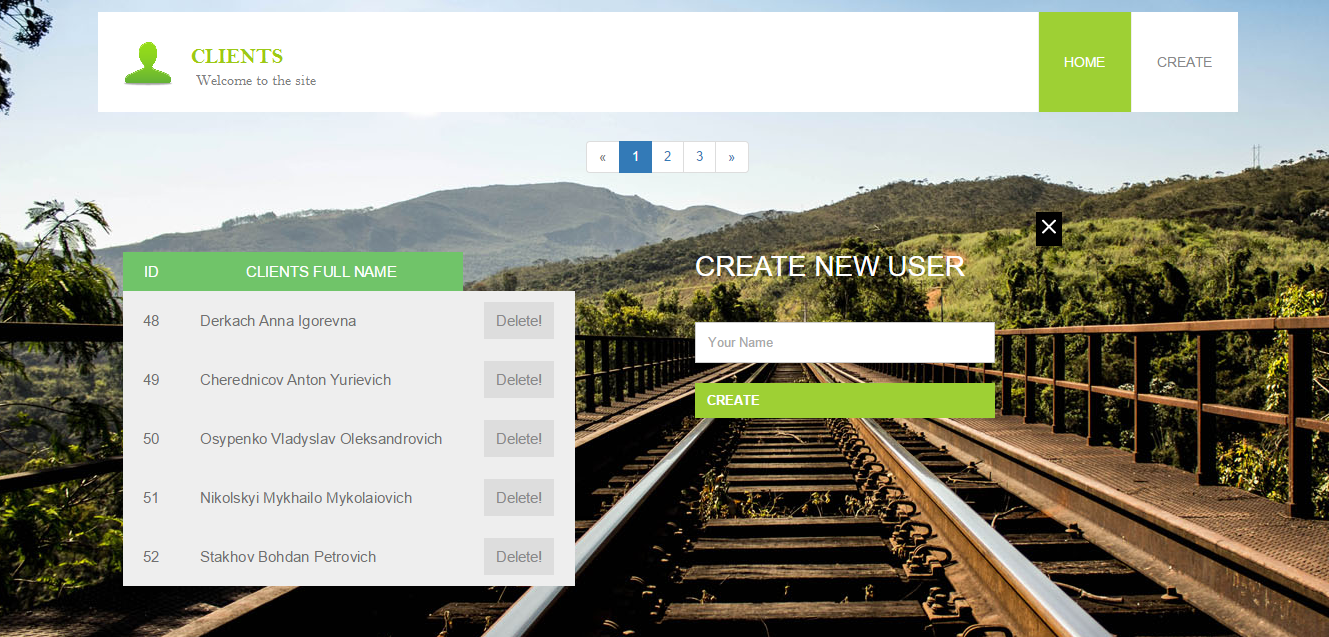 CLIENTS
Welcome to the site
HOME
CREATE
« 1 2 3 »
ID CLIENTS FULL NAME
48 Derkach Anna Igorevna Delete!
49 Cherednicov Anton Yurievich Delete!
50 Osypenko Vladyslav Oleksandrovich Delete!
51 Nikolskyi Mykhailo Mykolaiovich Delete!
52 Stakhov Bohdan Petrovich Delete!
CREATE NEW USER
Your Name
CREATE